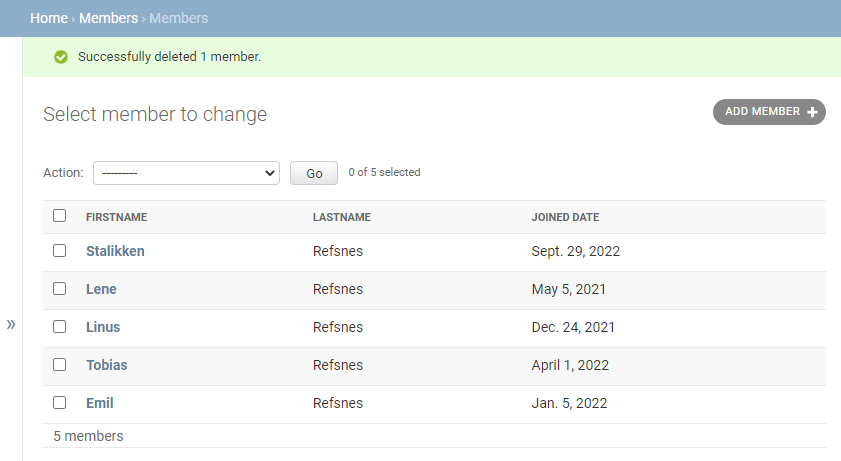 Home › Members › Members
Successfully deleted 1 member.
Select member to change
ADD MEMBER
Action: --------- Go 0 of 5 selected
FIRSTNAME LASTNAME JOINED DATE
Stalikken Refsnes Sept. 29, 2022
Lene Refsnes May 5, 2021
Linus Refsnes Dec. 24, 2021
Tobias Refsnes April 1, 2022
Emil Refsnes Jan. 5, 2022
5 members
»